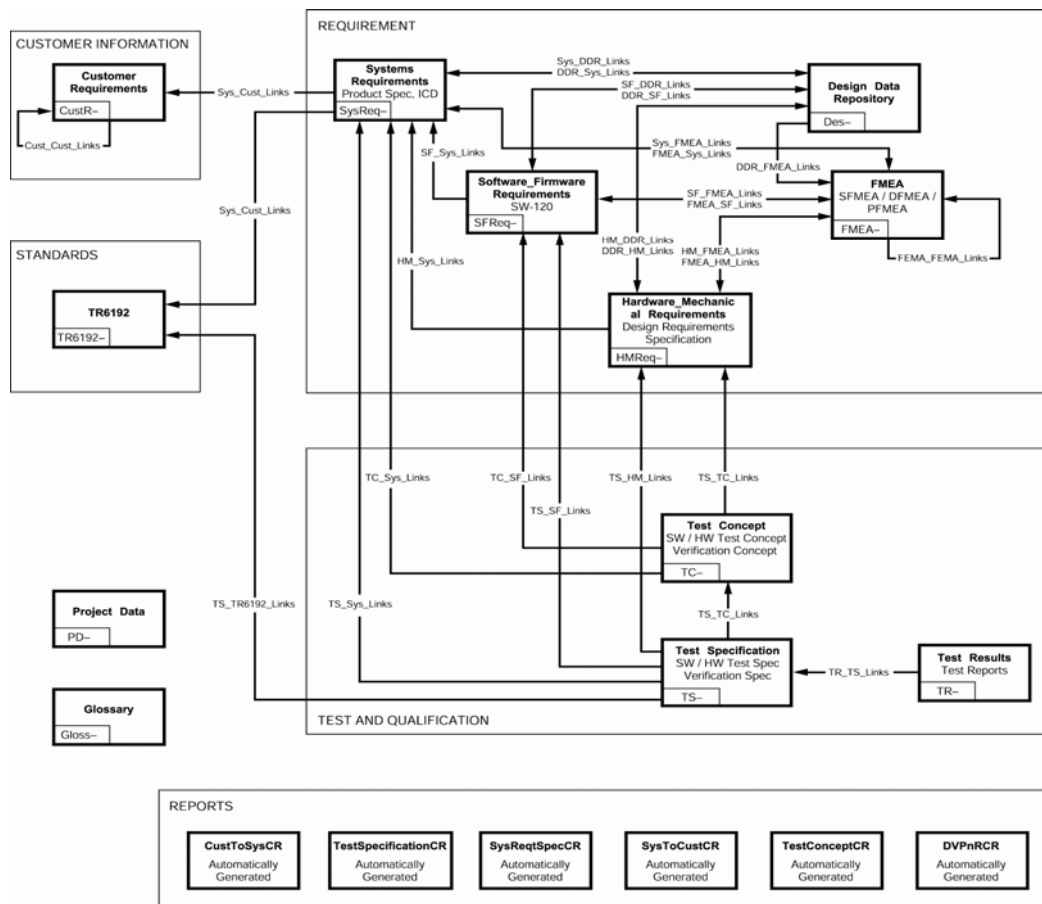 CUSTOMER INFORMATION
Customer
Requirements
CustR–
Cust_Cust_Links
Sys_Cust_Links
REQUIREMENT
Systems
Requirements
Product Spec, ICD
SysReq–
Sys_DDR_Links
DDR_Sys_Links
SF_DDR_Links
DDR_SF_Links
Design Data
Repository
Des–
SF_Sys_Links
Sys_FMEA_Links
FMEA_Sys_Links
DDR_FMEA_Links
Software_Firmware
Requirements
SW-120
SFReq–
SF_FMEA_Links
FMEA_SF_Links
FMEA
SFMEA / DFMEA /
PFMEA
FMEA–
FEMA_FEMA_Links
Sys_Cust_Links
HM_Sys_Links
HM_DDR_Links
DDR_HM_Links
HM_FMEA_Links
FMEA_HM_Links
Hardware_Mechanic
al Requirements
Design Requirements
Specification
HMReq–
STANDARDS
TR6192
TR6192–
TC_Sys_Links
TC_SF_Links
TS_HM_Links
TS_TC_Links
TS_SF_Links
Test Concept
SW / HW Test Concept
Verification Concept
TC–
TS_TC_Links
TS_TR6192_Links
TS_Sys_Links
Test Specification
SW / HW Test Spec
Verification Spec
TS–
TR_TS_Links
Test Results
Test Reports
TR–
TEST AND QUALIFICATION
Project Data
PD–
Glossary
Gloss–
REPORTS
CustToSysCR
Automatically
Generated
TestSpecificationCR
Automatically
Generated
SysReqtSpecCR
Automatically
Generated
SysToCustCR
Automatically
Generated
TestConceptCR
Automatically
Generated
DVPnRCR
Automatically
Generated